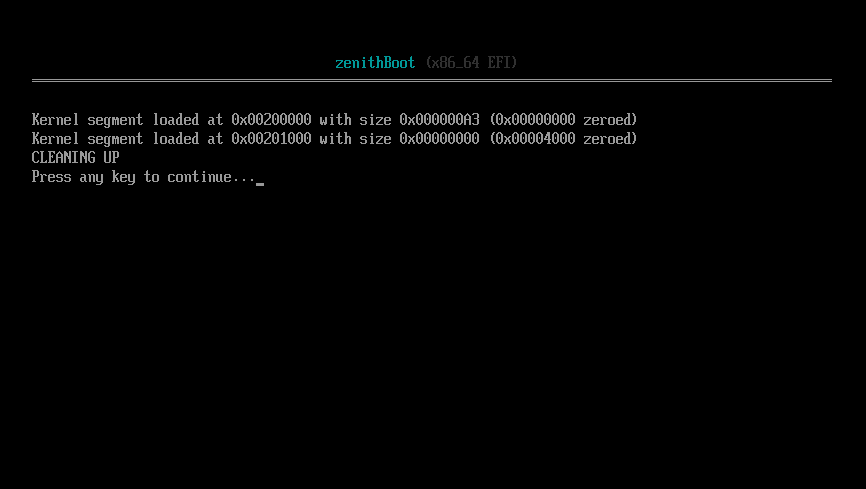 zenithBoot (x86_64 EFI)
Kernel segment loaded at 0x00200000 with size 0x000000A3 (0x00000000 zeroed)
Kernel segment loaded at 0x00201000 with size 0x00000000 (0x00004000 zeroed)
CLEANING UP
Press any key to continue..._